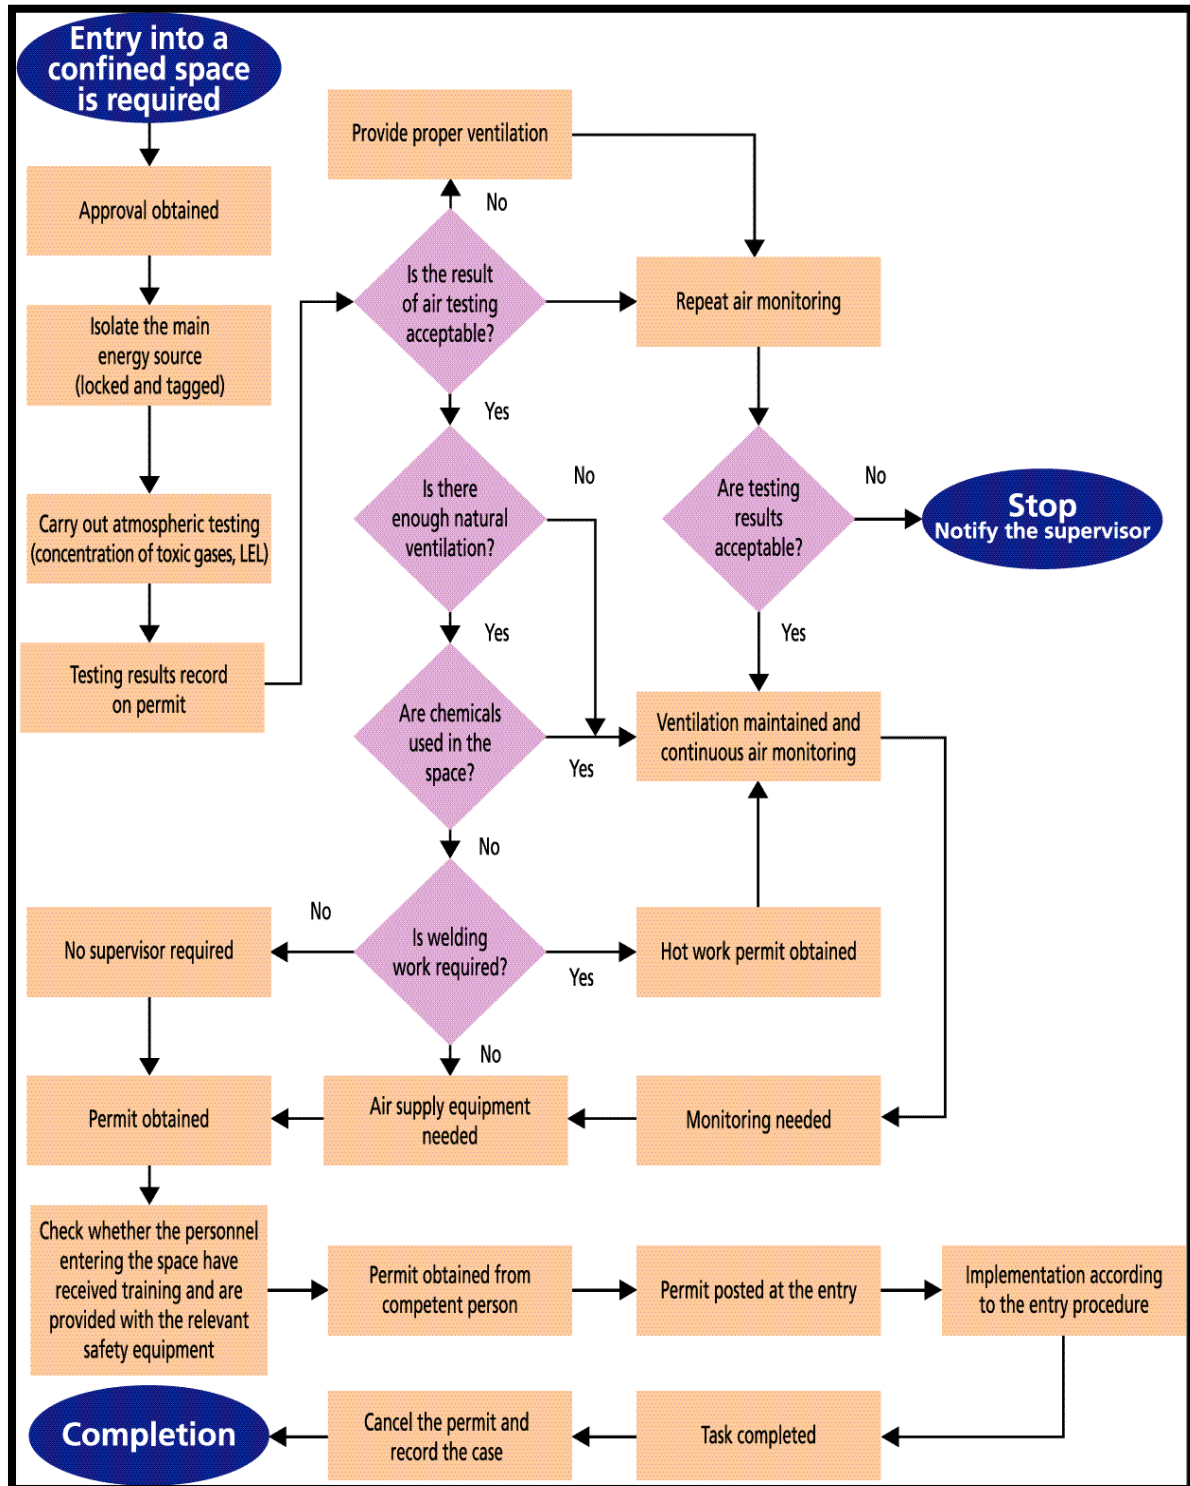 Entry into a
confined space
is required
Approval obtained
Isolate the main
energy source
(locked and tagged)
Carry out atmospheric testing
(concentration of toxic gases, LEL)
Testing results record
on permit
Provide proper ventilation
No
Is the result
of air testing
acceptable?
Repeat air monitoring
Yes
Is there
enough natural
ventilation?
No
Are testing
results
acceptable?
No
Stop
Notify the supervisor
Yes
Yes
Are chemicals
used in the
space?
Yes
Ventilation maintained and
continuous air monitoring
No
Is welding
work required?
No
Yes
No supervisor required
Hot work permit obtained
No
Permit obtained
Air supply equipment
needed
Monitoring needed
Check whether the personnel
entering the space have
received training and are
provided with the relevant
safety equipment
Permit obtained from
competent person
Permit posted at the entry
Implementation according
to the entry procedure
Task completed
Cancel the permit and
record the case
Completion